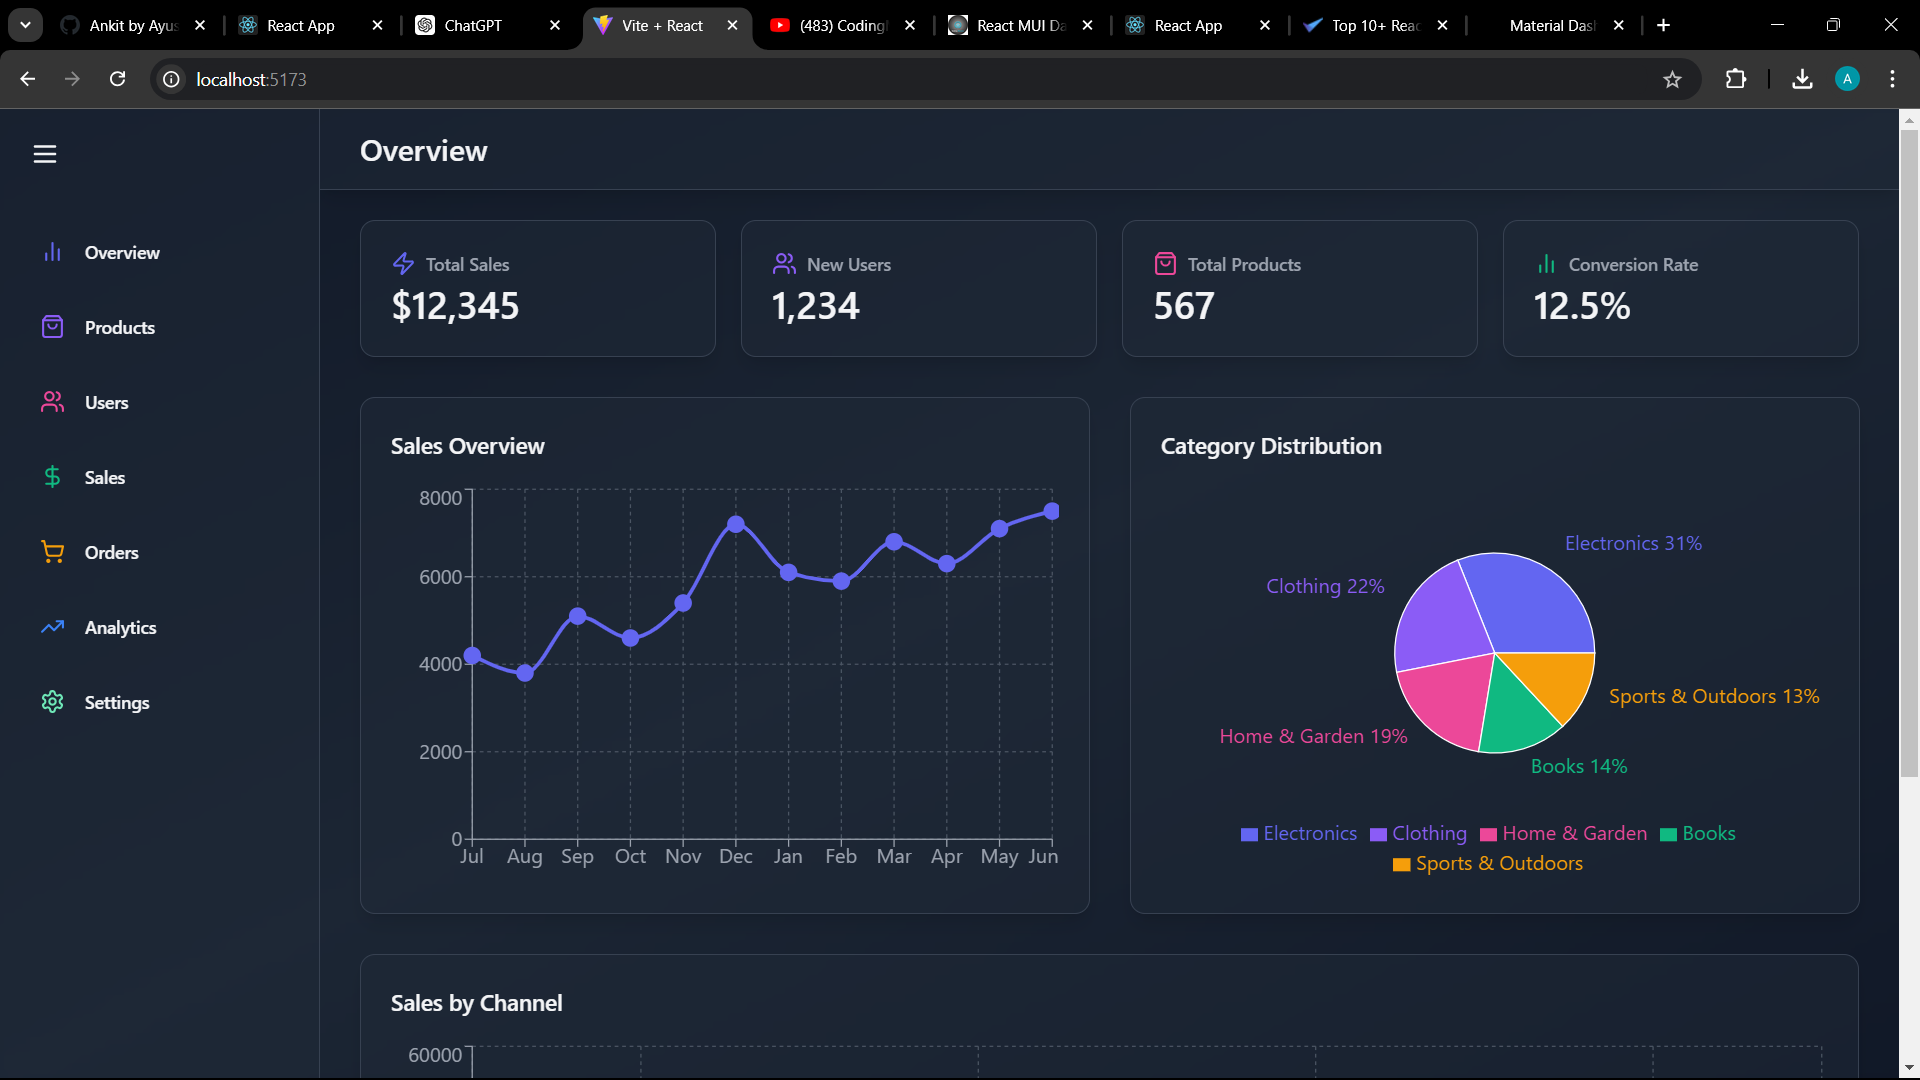 Ankit by Ayus
React App
ChatGPT
Vite + React
(483) Coding
React MUI Da
React App
Top 10+ Reac
Material Das
localhost:5173
A
Overview
Overview
Products
Users
Sales
Orders
Analytics
Settings
Total Sales
$12,345
New Users
1,234
Total Products
567
Conversion Rate
12.5%
Sales Overview
8000
6000
4000
2000
0
Jul Aug Sep Oct Nov Dec Jan Feb Mar Apr May Jun
Category Distribution
Electronics 31%
Clothing 22%
Sports & Outdoors 13%
Home & Garden 19%
Books 14%
Electronics Clothing Home & Garden Books
Sports & Outdoors
Sales by Channel
60000